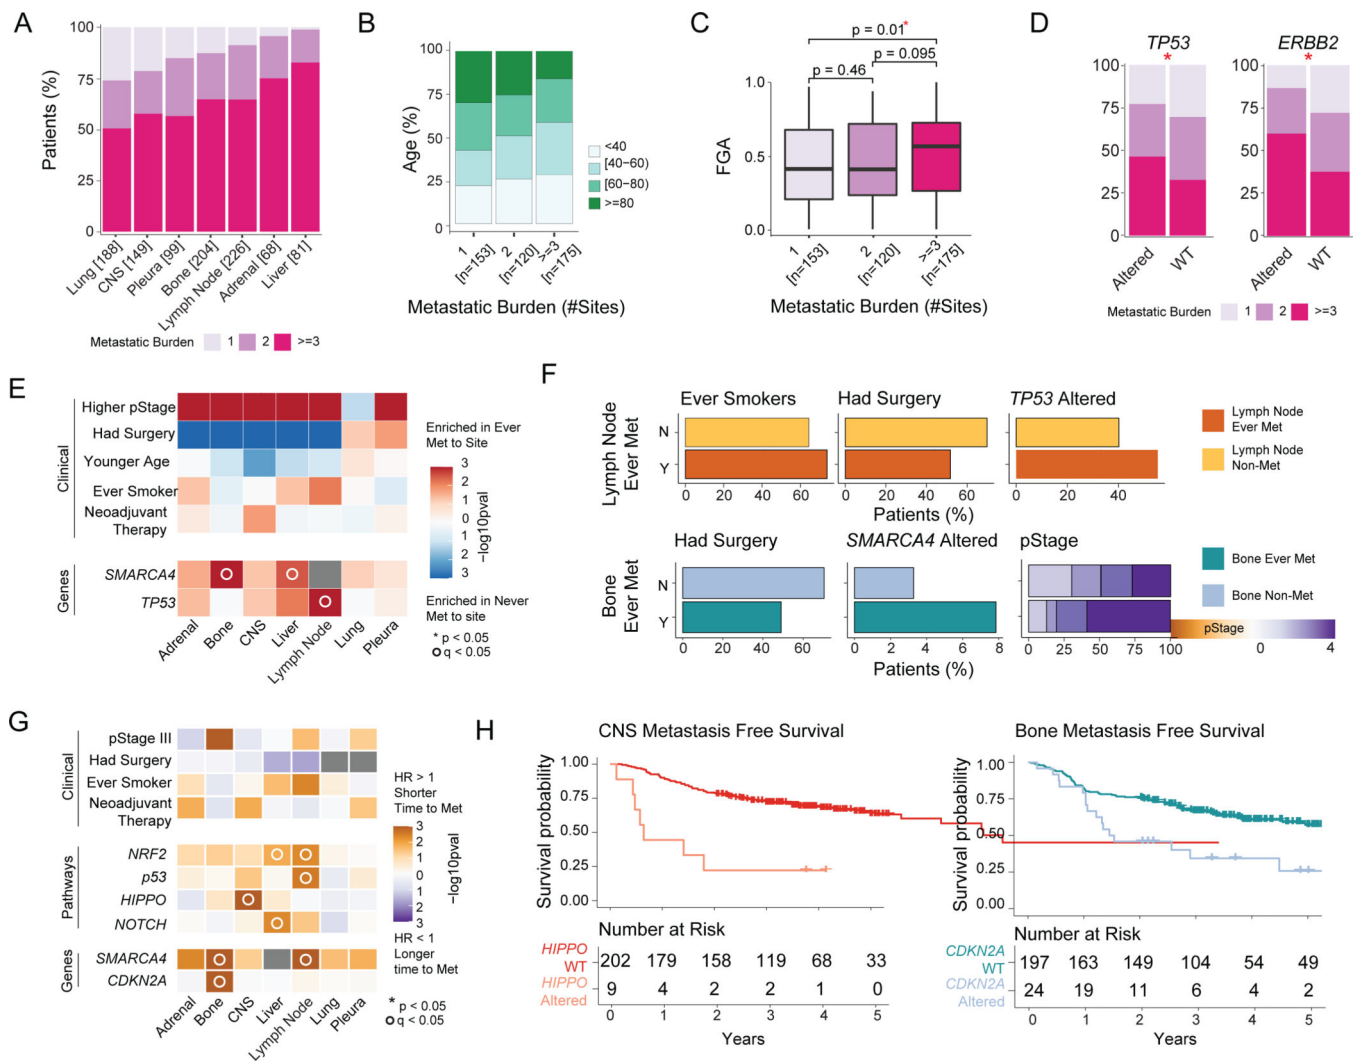 A
Patients (%)
100
75
50
25
0
Lung [188]
CNS [149]
Pleura [99]
Bone [204]
Lymph Node [226]
Adrenal [68]
Liver [81]
Metastatic Burden 1 2 >=3
B
Age (%)
100
75
50
25
0
1
[n=153]
2
[n=120]
>=3
[n=175]
Metastatic Burden (#Sites)
<40
[40−60)
[60−80)
>=80
C
p = 0.01*
p = 0.095
p = 0.46
FGA
1.0
0.5
0.0
1
[n=153]
2
[n=120]
>=3
[n=175]
Metastatic Burden (#Sites)
D
TP53
*
100
75
50
25
0
Altered
WT
ERBB2
*
100
75
50
25
0
Altered
WT
Metastatic Burden 1 2 >=3
E
Clinical
Higher pStage
Had Surgery
Younger Age
Ever Smoker
Neoadjuvant
Therapy
Genes
SMARCA4
TP53
Adrenal
Bone
CNS
Liver
Lymph Node
Lung
Pleura
Enriched in Ever
Met to Site
3
2
1
0
1
2
3
−log10pval
Enriched in Never
Met to site
* p < 0.05
q < 0.05
F
Lymph Node
Ever Met
N
Y
Ever Smokers
0 20 40 60
Had Surgery
0 20 40 60
TP53 Altered
0 20 40
Patients (%)
Lymph Node
Ever Met
Lymph Node
Non-Met
Bone
Ever Met
N
Y
Had Surgery
0 20 40 60
SMARCA4 Altered
0 2 4 6 8
Patients (%)
pStage
0 25 50 75 100
Bone Ever Met
Bone Non-Met
pStage
0 4
G
Clinical
pStage III
Had Surgery
Ever Smoker
Neoadjuvant
Therapy
Pathways
NRF2
p53
HIPPO
NOTCH
Genes
SMARCA4
CDKN2A
Adrenal
Bone
CNS
Liver
Lymph Node
Lung
Pleura
HR > 1
Shorter
Time to Met
3
2
1
0
1
2
3
−log10pval
HR < 1
Longer
time to Met
* p < 0.05
q < 0.05
H
CNS Metastasis Free Survival
Survival probability
1.00
0.75
0.50
0.25
0.00
Number at Risk
HIPPO
WT
202 179 158 119 68 33
HIPPO
Altered
9 4 2 2 1 0
0 1 2 3 4 5
Years
Bone Metastasis Free Survival
Survival probability
1.00
0.75
0.50
0.25
0.00
Number at Risk
CDKN2A
WT
197 163 149 104 54 49
CDKN2A
Altered
24 19 11 6 4 2
0 1 2 3 4 5
Years